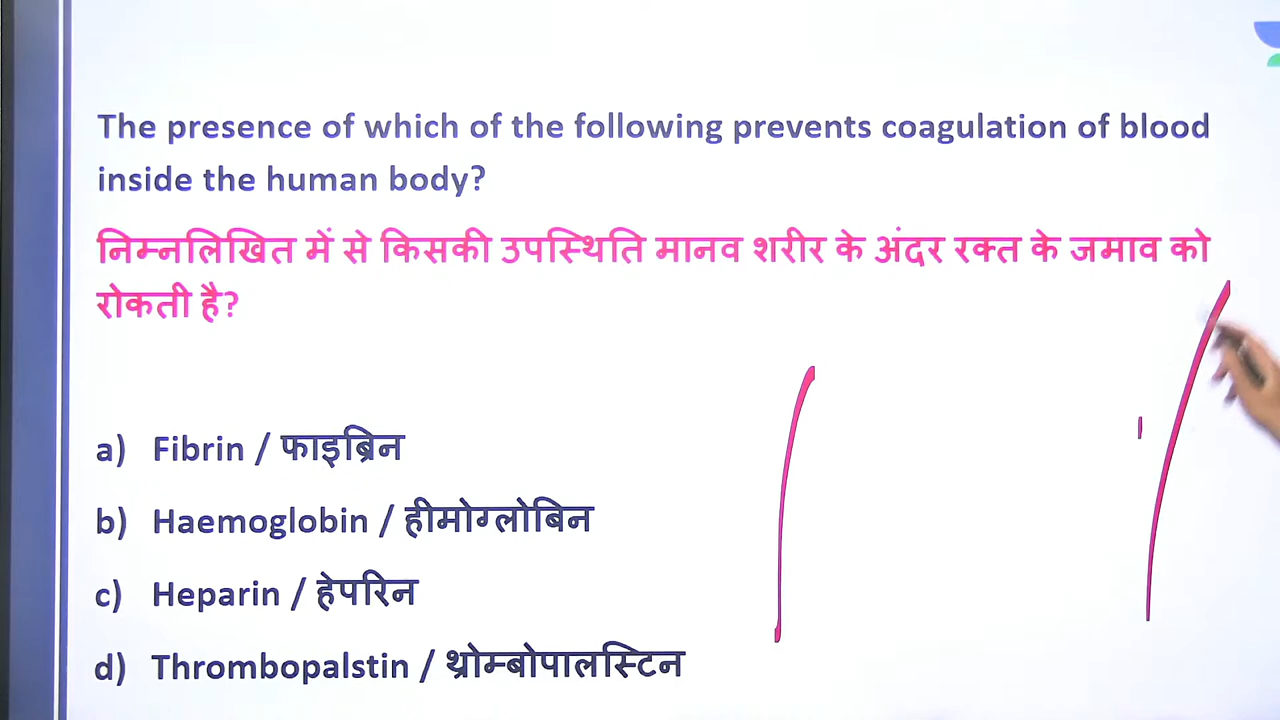 The presence of which of the following prevents coagulation of blood
inside the human body?
निम्नलिखित में से किसकी उपस्थिति मानव शरीर के अंदर रक्त के जमाव को
रोकती है?
a) Fibrin / फाइब्रिन
b) Haemoglobin / हीमोग्लोबिन
c) Heparin / हेपरिन
d) Thrombopalstin / थ्रोम्बोपालस्टिन